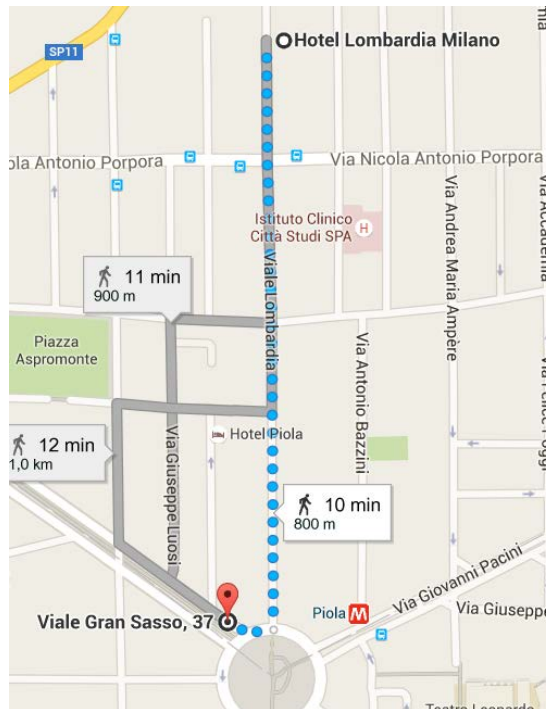 Hotel Lombardia Milano
SP11
ola Antonio Porpora
Via Nicola Antonio Porpora
Istituto Clinico
Città Studi SPA
H
Via Andrea Maria Ampère
Via Accademie
Viale Lombardia
11 min
900 m
Piazza
Aspromonte
Via Antonio Bazzini
Hotel Piola
Via Giuseppe Luosi
12 min
1,0 km
10 min
800 m
Viale Gran Sasso, 37
Piola
M
Via Giovanni Pacini
Via Giusepp